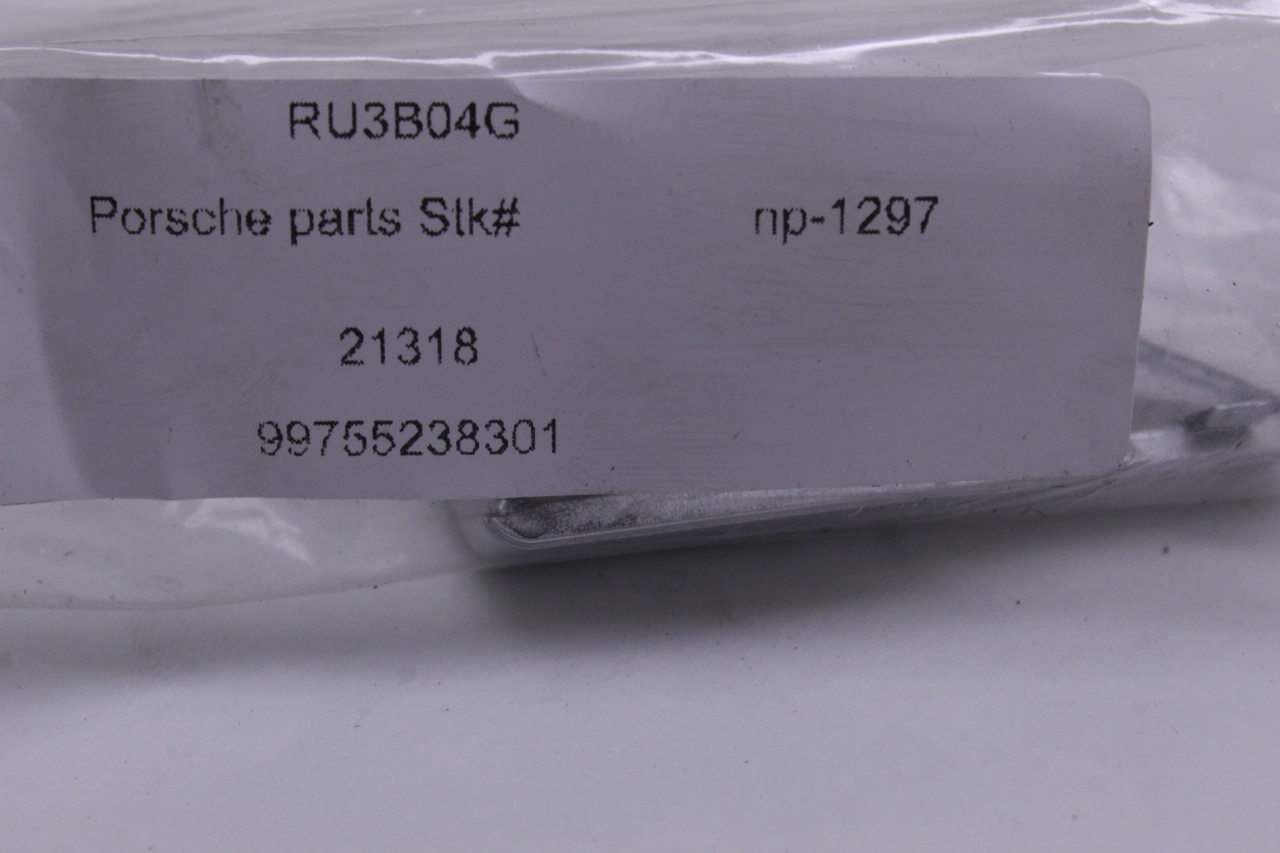 RU3B04G
Porsche parts Stk# np-1297
21318
99755238301